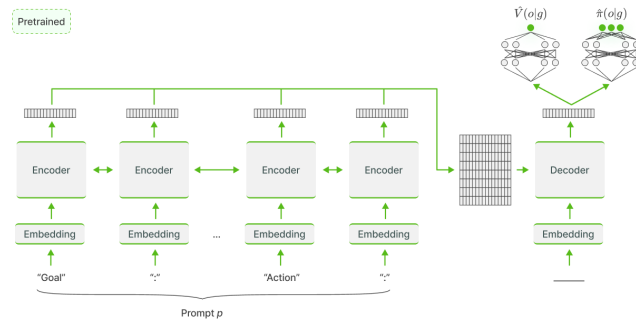 Pretrained
V̂(o|g) π̂(o|g)
Encoder Encoder Encoder Encoder Decoder
Embedding Embedding ... Embedding Embedding Embedding
"Goal" ":" "Action" ":"
Prompt p